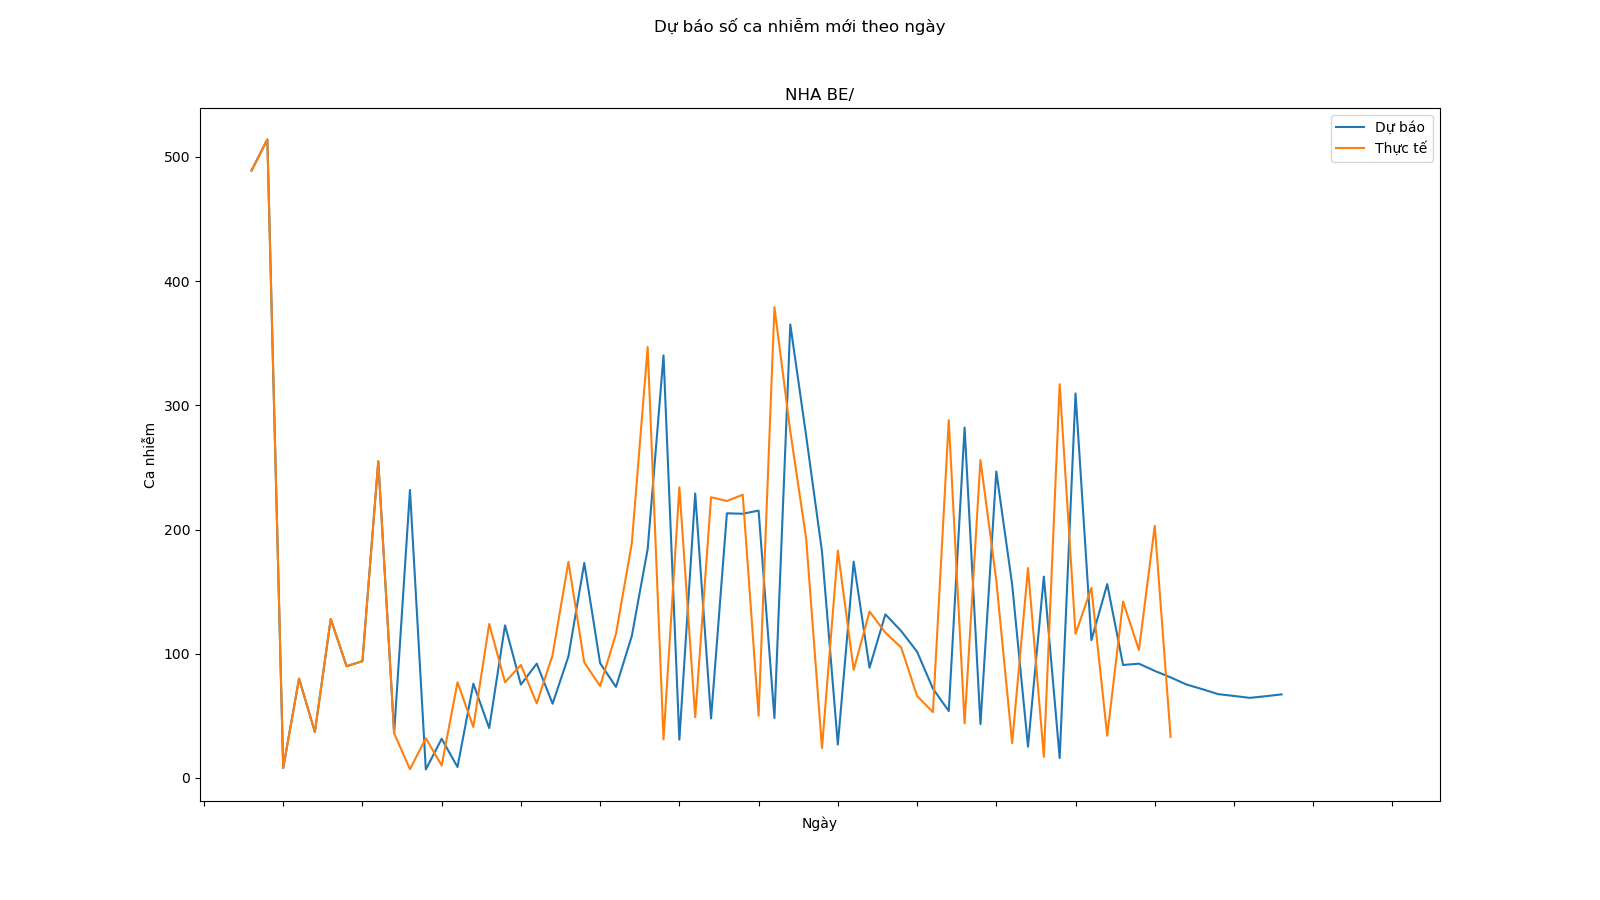 Dự báo số ca nhiễm mới theo ngày
NHA BE/
Dự báo
Thực tế
500
400
300
200
100
0
Ca nhiễm
Ngày